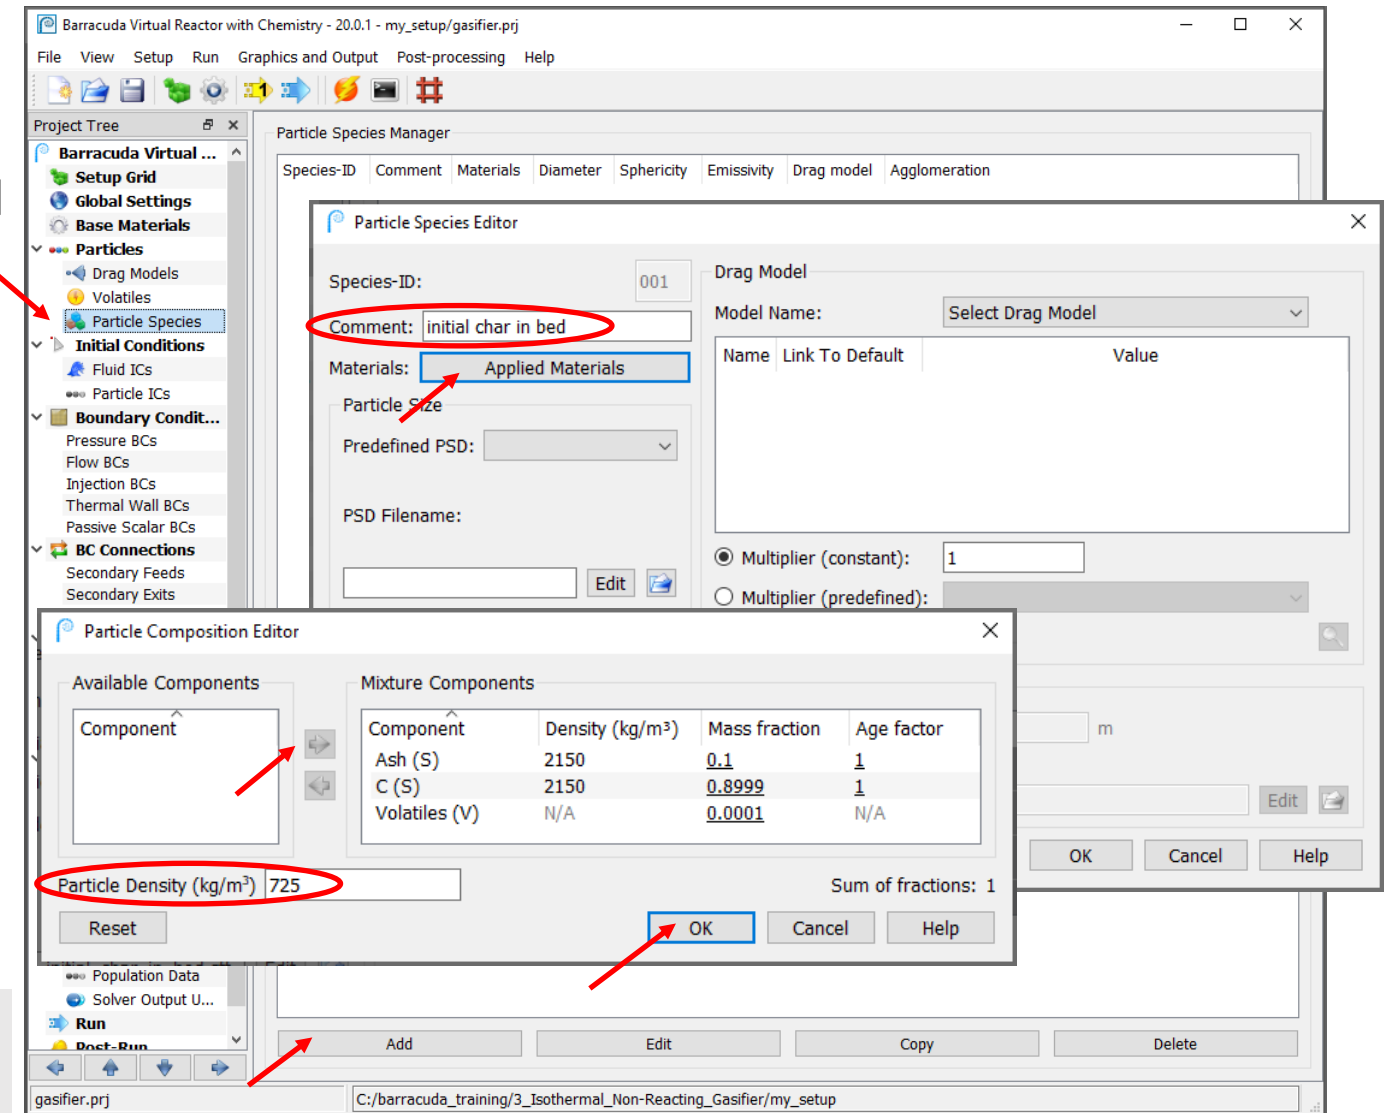 Barracuda Virtual Reactor with Chemistry - 20.0.1 - my_setup/gasifier.prj
File View Setup Run Graphics and Output Post-processing Help
Project Tree
Barracuda Virtual ...
Setup Grid
Global Settings
Base Materials
Particles
Drag Models
Volatiles
Particle Species
Initial Conditions
Fluid ICs
Particle ICs
Boundary Condit...
Pressure BCs
Flow BCs
Injection BCs
Thermal Wall BCs
Passive Scalar BCs
BC Connections
Secondary Feeds
Secondary Exits
Particle Species Manager
Species-ID Comment Materials Diameter Sphericity Emissivity Drag model Agglomeration
Particle Species Editor
Species-ID: 001
Comment: initial char in bed
Materials: Applied Materials
Particle Size
Predefined PSD:
PSD Filename:
Edit
Drag Model
Model Name: Select Drag Model
Name Link To Default Value
Multiplier (constant): 1
Multiplier (predefined):
m
Edit
OK Cancel Help
Particle Composition Editor
Available Components
Component
Mixture Components
Component Density (kg/m³) Mass fraction Age factor
Ash (S) 2150 0.1 1
C (S) 2150 0.8999 1
Volatiles (V) N/A 0.0001 N/A
Particle Density (kg/m³) 725
Sum of fractions: 1
Reset OK Cancel Help
Population Data
Solver Output U...
Run
Post-Run
Add Edit Copy Delete
gasifier.prj
C:/barracuda_training/3_Isothermal_Non-Reacting_Gasifier/my_setup